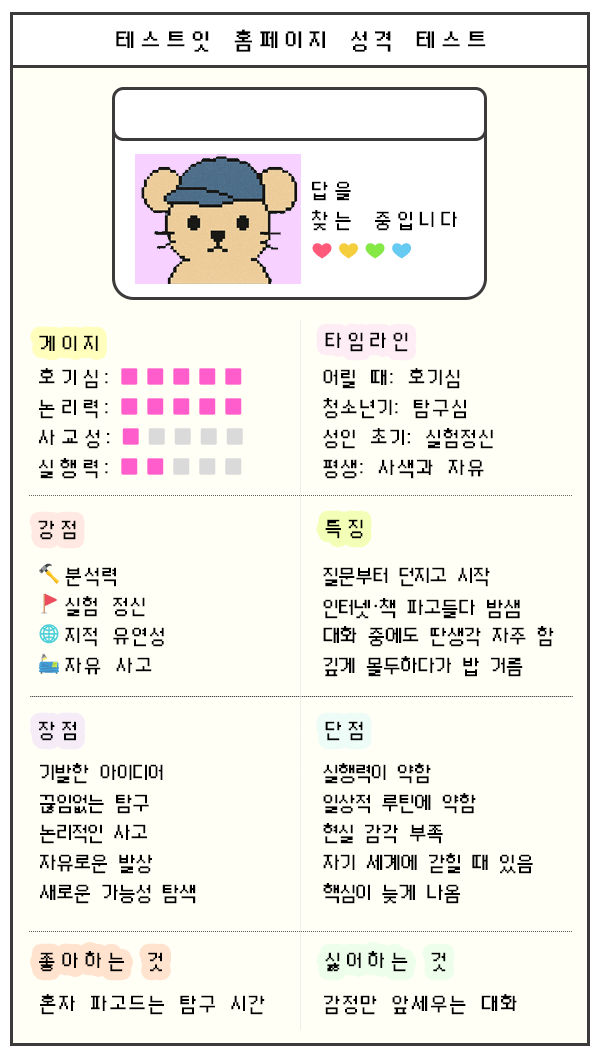 테스트잇 홈페이지 성격 테스트
답을
찾는 중입니다
게이지
호기심:
논리력:
사교성:
실행력:
타임라인
어릴 때: 호기심
청소년기: 탐구심
성인 초기: 실험정신
평생: 사색과 자유
강점
분석력
실험 정신
지적 유연성
자유 사고
특징
질문부터 던지고 시작
인터넷·책 파고들다 밤샘
대화 중에도 딴생각 자주 함
깊게 몰두하다가 밥 거름
장점
기발한 아이디어
끊임없는 탐구
논리적인 사고
자유로운 발상
새로운 가능성 탐색
단점
실행력이 약함
일상적 루틴에 약함
현실 감각 부족
자기 세계에 갇힐 때 있음
핵심이 늦게 나옴
좋아하는 것
혼자 파고드는 탐구 시간
싫어하는 것
감정만 앞세우는 대화